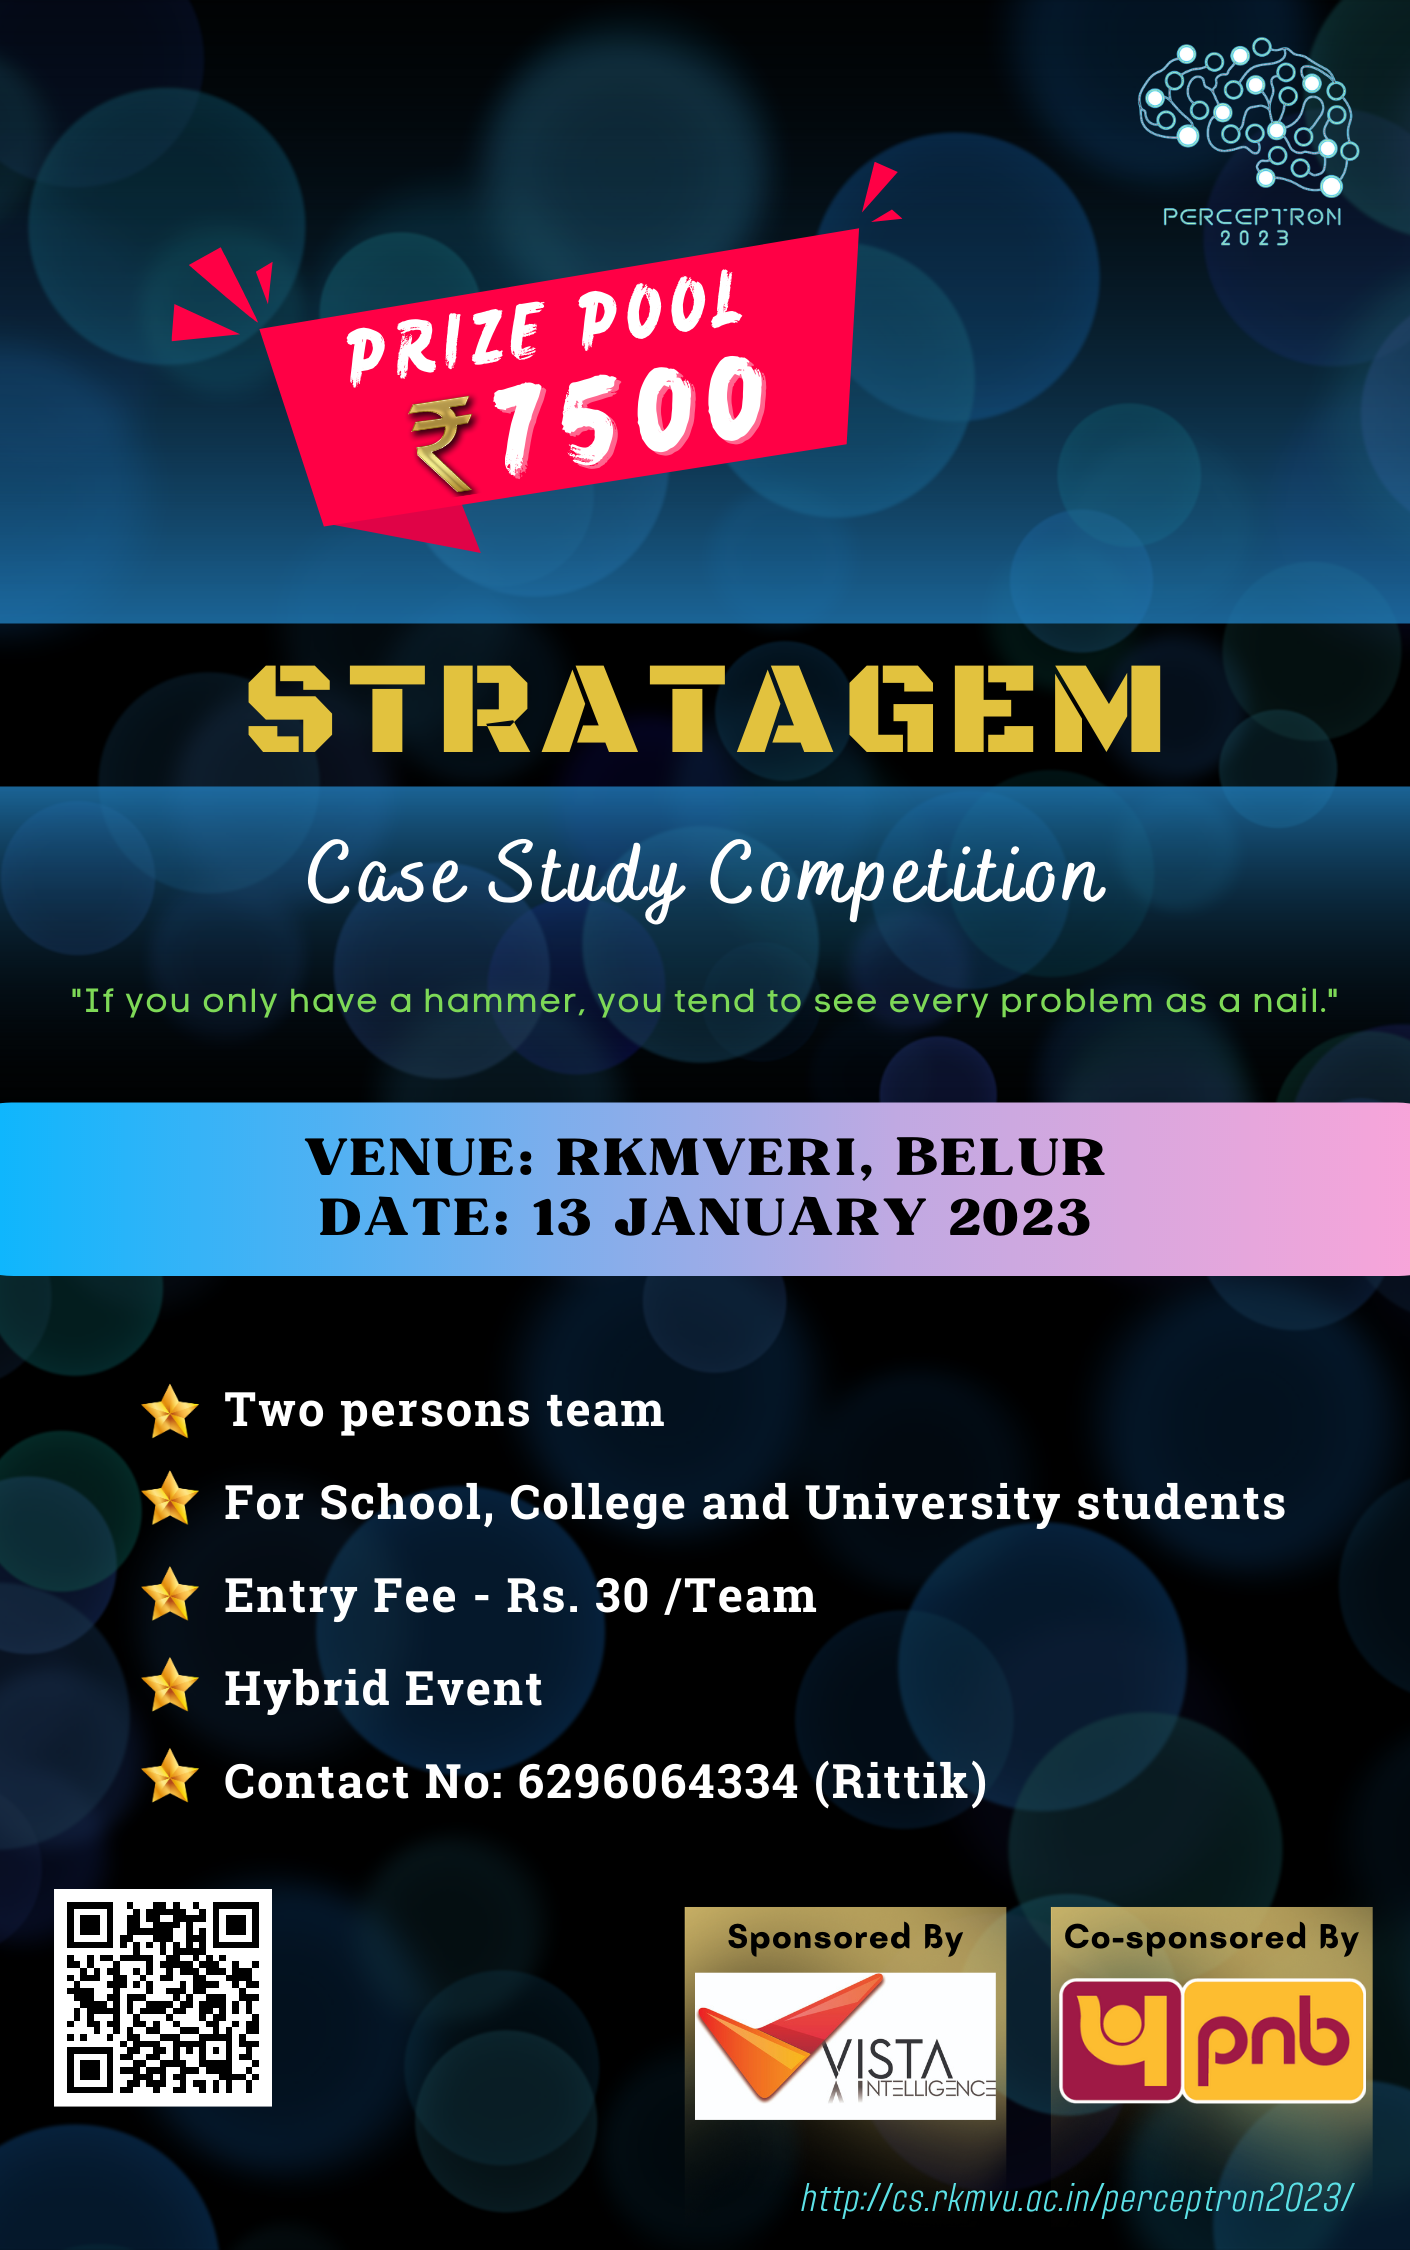 PERCEPTRON
2023
PRIZE POOL
₹7500
STRATAGEM
Case Study Competition
"If you only have a hammer, you tend to see every problem as a nail."
VENUE: RKMVERI, BELUR
DATE: 13 JANUARY 2023
Two persons team
For School, College and University students
Entry Fee - Rs. 30 /Team
Hybrid Event
Contact No: 6296064334 (Rittik)
Sponsored By
VISTA
INTELLIGENCE
Co-sponsored By
pnb
http://cs.rkmvu.ac.in/perceptron2023/